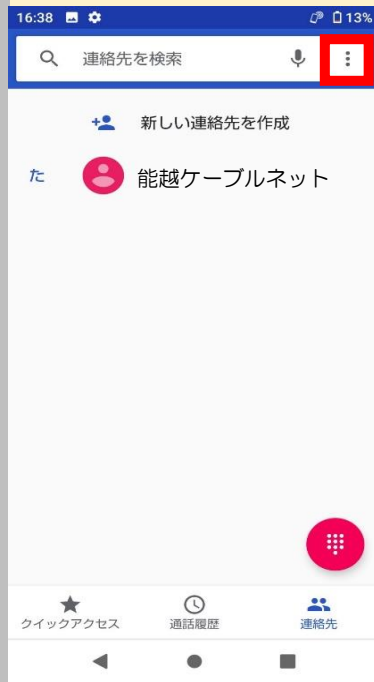 16:38 13%
連絡先を検索
新しい連絡先を作成
た 能越ケーブルネット
クイックアクセス 通話履歴 連絡先